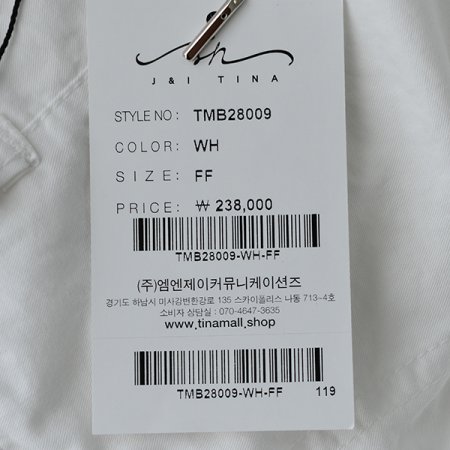 J & I TINA
STYLE NO: TMB28009
COLOR: WH
SIZE: FF
PRICE: ₩ 238,000
TMB28009-WH-FF
(주)엠엔제이커뮤니케이션즈
경기도 하남시 미사강변한강로 135 스카이폴리스 나동 713-4호
소비자 상담실 : 070-4647-3635
www.tinamall.shop
TMB28009-WH-FF 119